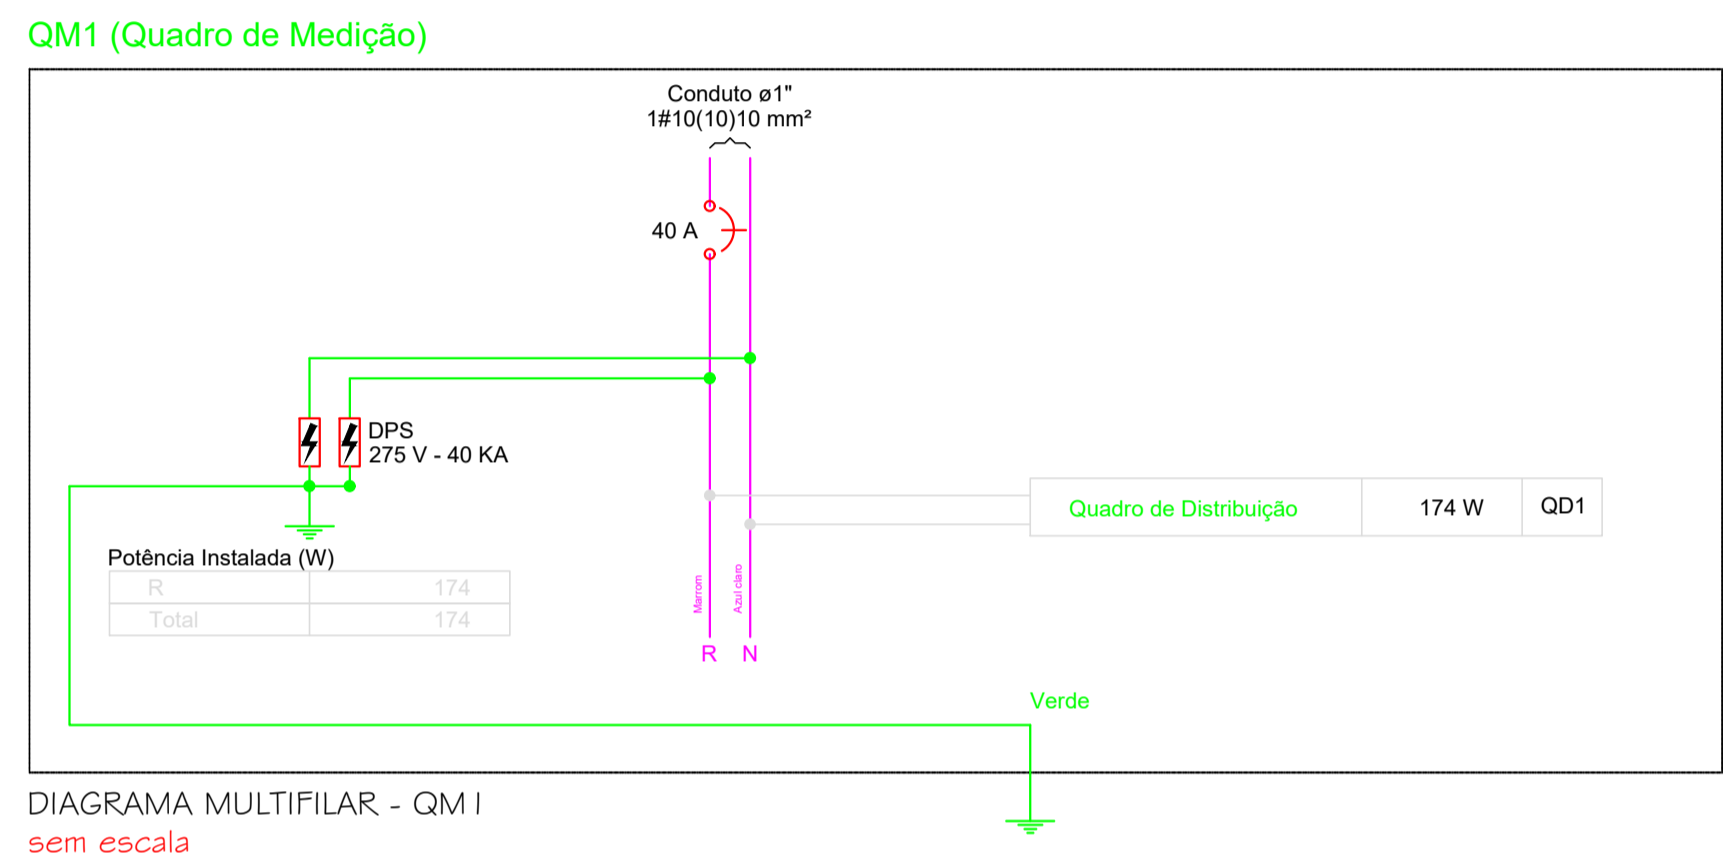 QM1 (Quadro de Medição)
Conduto ø1"
1#10(10)10 mm²
40 A
DPS
275 V - 40 KA
Quadro de Distribuição 174 W QD1
Potência Instalada (W)
R 174
Total 174
Marrom
Azul claro
R N
Verde
DIAGRAMA MULTIFILAR - QM1
sem escala